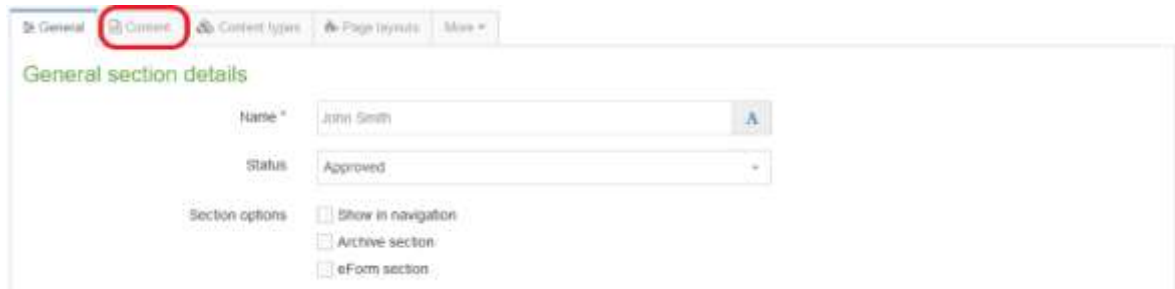 General Content Content types Page layouts More
General section details
Name * John Smith A
Status Approved
Section options Show in navigation
Archive section
eForm section